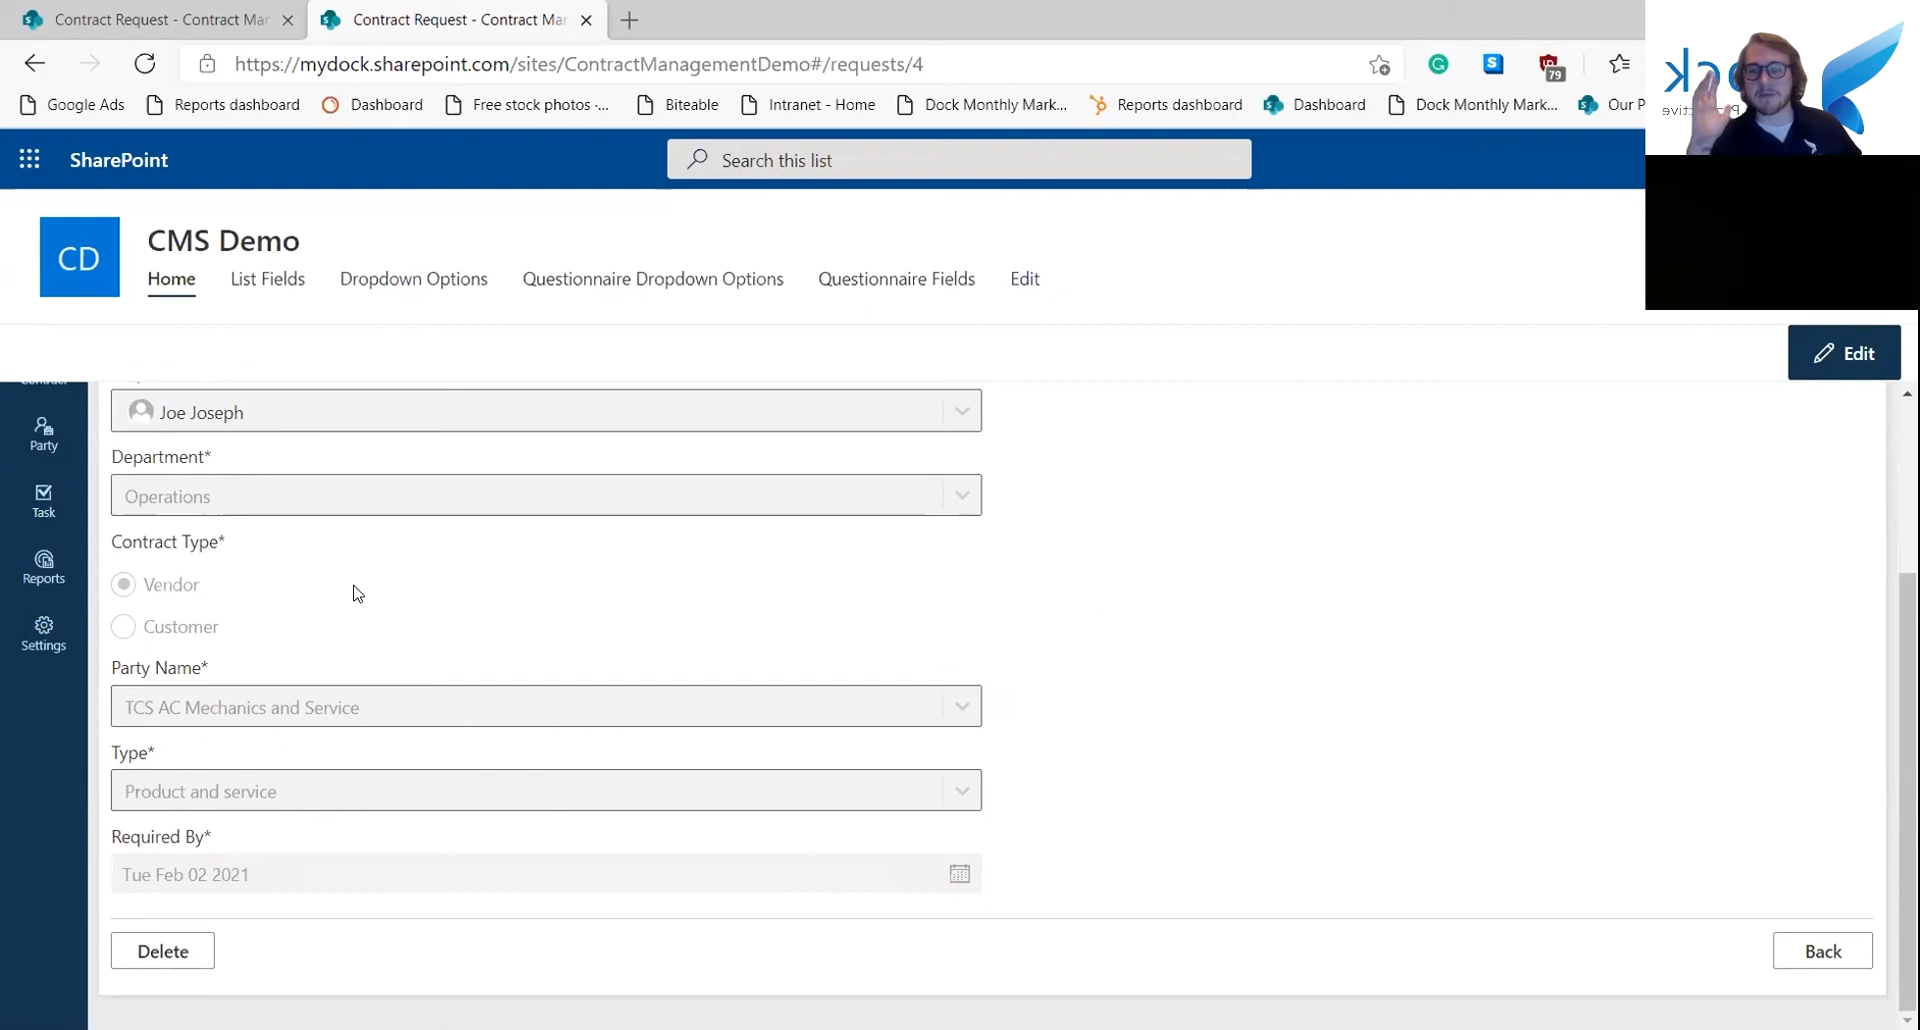 Contract Request - Contract Mar
Contract Request - Contract Mar
https://mydock.sharepoint.com/sites/ContractManagementDemo#/requests/4
79
Google Ads
Reports dashboard
Dashboard
Free stock photos -...
Biteable
Intranet - Home
Dock Monthly Mark...
Reports dashboard
Dashboard
Dock Monthly Mark...
Our P
SharePoint
Search this list
CD
CMS Demo
Home
List Fields
Dropdown Options
Questionnaire Dropdown Options
Questionnaire Fields
Edit
Edit
Party
Task
Reports
Settings
Joe Joseph
Department*
Operations
Contract Type*
Vendor
Customer
Party Name*
TCS AC Mechanics and Service
Type*
Product and service
Required By*
Tue Feb 02 2021
Delete
Back